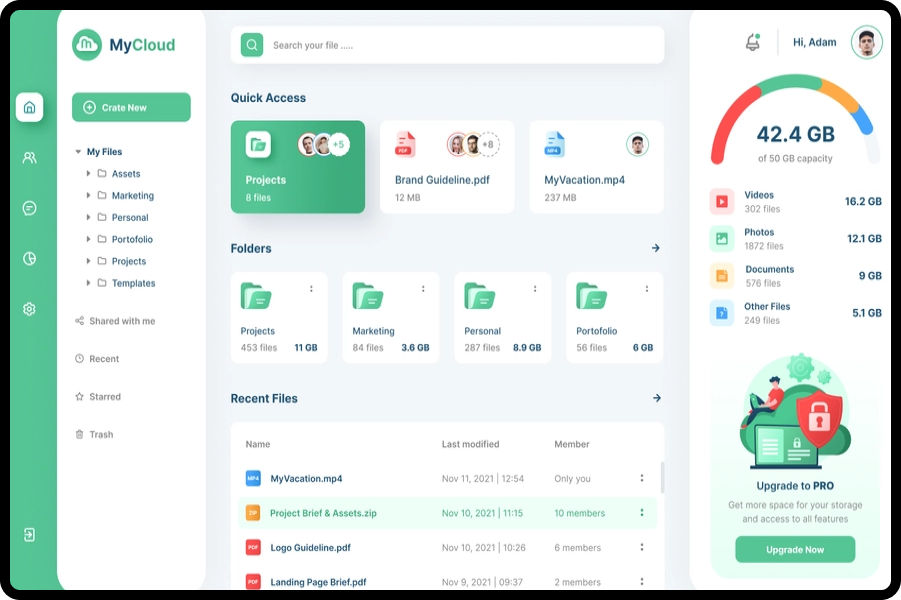 MyCloud
Crate New
My Files
Assets
Marketing
Personal
Portofolio
Projects
Templates
Shared with me
Recent
Starred
Trash
Search your file .....
Quick Access
+5
Projects
8 files
PDF
+8
Brand Guideline.pdf
12 MB
MP4
MyVacation.mp4
237 MB
Folders
Projects
453 files 11 GB
Marketing
84 files 3.6 GB
Personal
287 files 8.9 GB
Portofolio
56 files 6 GB
Recent Files
Name Last modified Member
MP4 MyVacation.mp4 Nov 11, 2021 | 12:54 Only you
ZIP Project Brief & Assets.zip Nov 10, 2021 | 11:15 10 members
PDF Logo Guideline.pdf Nov 10, 2021 | 10:26 6 members
PDF Landing Page Brief.pdf Nov 9, 2021 | 09:37 2 members
Hi, Adam
42.4 GB
of 50 GB capacity
Videos
302 files
16.2 GB
Photos
1872 files
12.1 GB
Documents
576 files
9 GB
Other Files
249 files
5.1 GB
Upgrade to PRO
Get more space for your storage
and access to all features
Upgrade Now